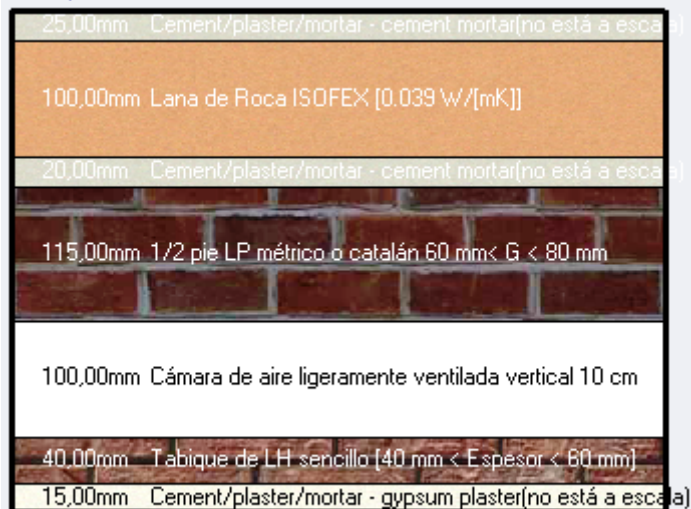 25,00mm Cement/plaster/mortar - cement mortar(no está a escala)
100,00mm Lana de Roca ISOFEX [0.039 W/[mK]]
20,00mm Cement/plaster/mortar - cement mortar(no está a escala)
115,00mm 1/2 pie LP métrico o catalán 60 mm< G < 80 mm
100,00mm Cámara de aire ligeramente ventilada vertical 10 cm
40,00mm Tabique de LH sencillo [40 mm < Espesor < 60 mm]
15,00mm Cement/plaster/mortar - gypsum plaster(no está a escala)